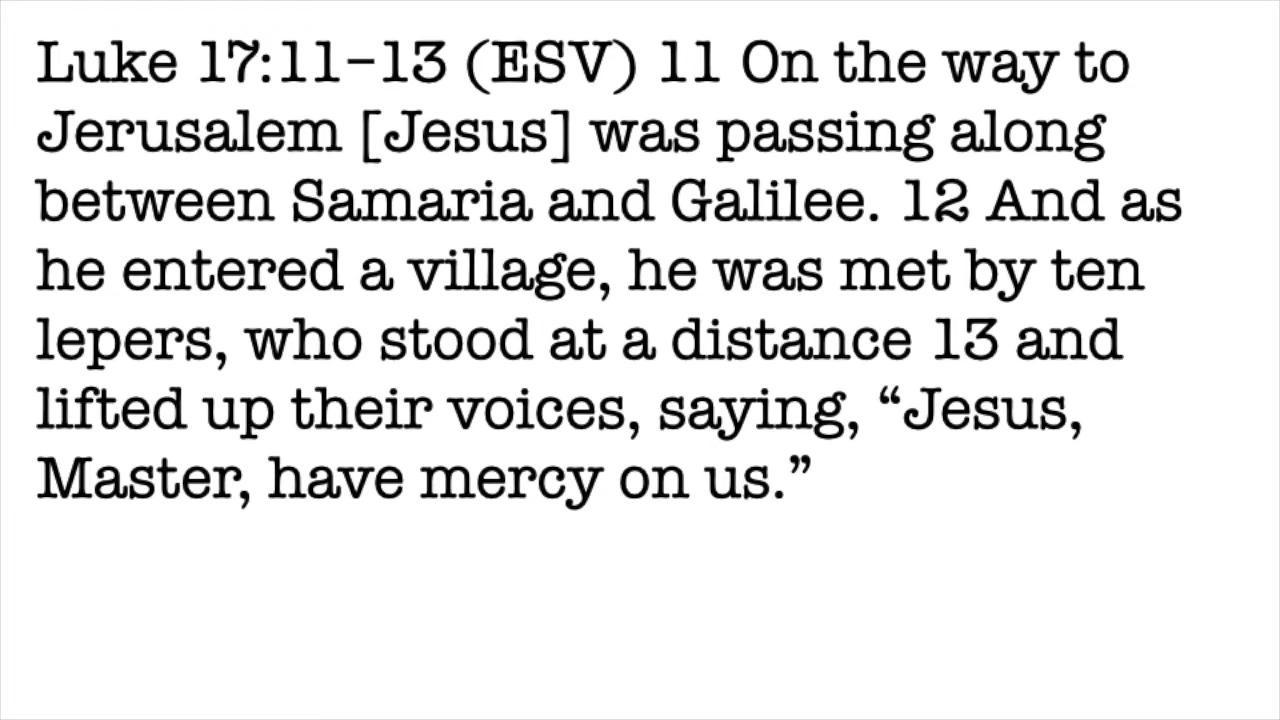 Luke 17:11–13 (ESV) 11 On the way to
Jerusalem [Jesus] was passing along
between Samaria and Galilee. 12 And as
he entered a village, he was met by ten
lepers, who stood at a distance 13 and
lifted up their voices, saying, “Jesus,
Master, have mercy on us.”